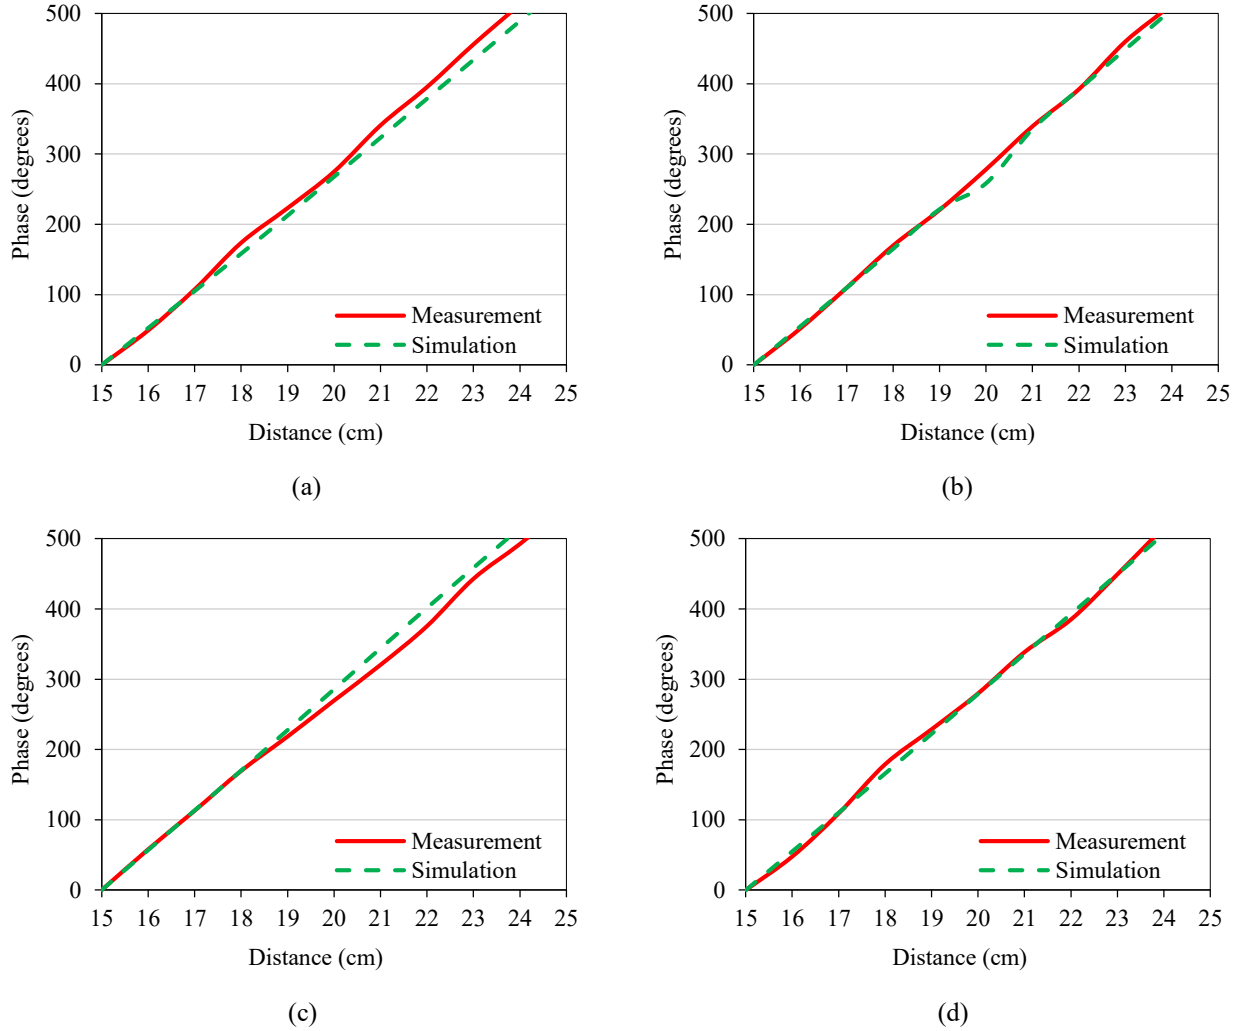 500
400
300
200
100
0
Phase (degrees)
Measurement
Simulation
15 16 17 18 19 20 21 22 23 24 25
Distance (cm)
(a)
500
400
300
200
100
0
Phase (degrees)
Measurement
Simulation
15 16 17 18 19 20 21 22 23 24 25
Distance (cm)
(b)
500
400
300
200
100
0
Phase (degrees)
Measurement
Simulation
15 16 17 18 19 20 21 22 23 24 25
Distance (cm)
(c)
500
400
300
200
100
0
Phase (degrees)
Measurement
Simulation
15 16 17 18 19 20 21 22 23 24 25
Distance (cm)
(d)